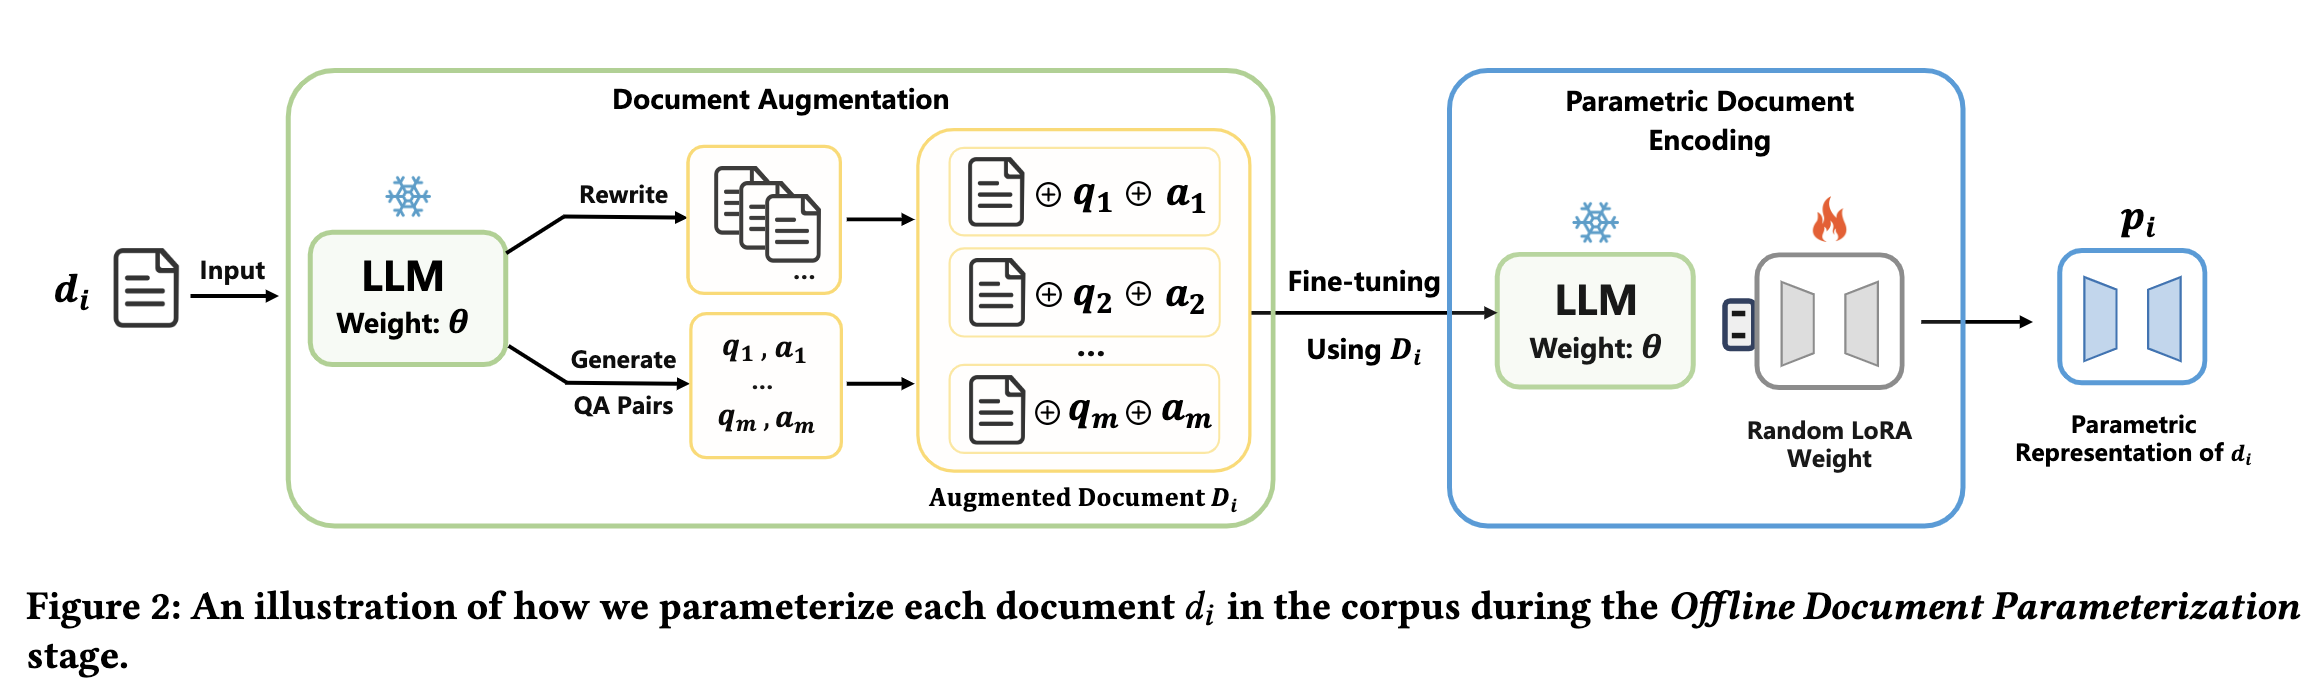 Document Augmentation
d_i
Input
LLM
Weight: θ
Rewrite
...
Generate
QA Pairs
q_1 , a_1
...
q_m , a_m
⊕ q_1 ⊕ a_1
⊕ q_2 ⊕ a_2
...
⊕ q_m ⊕ a_m
Augmented Document D_i
Fine-tuning
Using D_i
Parametric Document
Encoding
LLM
Weight: θ
Random LoRA
Weight
p_i
Parametric
Representation of d_i
Figure 2: An illustration of how we parameterize each document d_i in the corpus during the Offline Document Parameterization
stage.